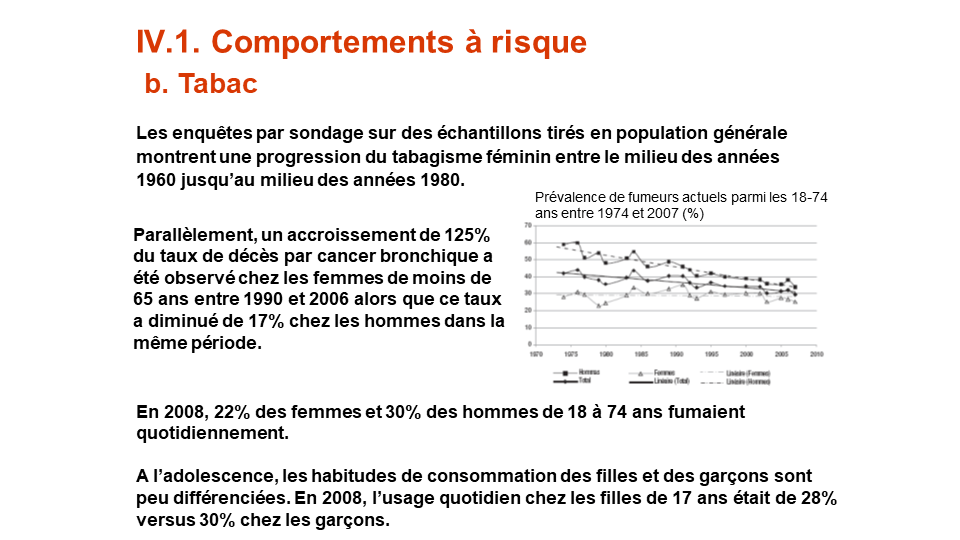 IV.1. Comportements à risque
b. Tabac
Les enquêtes par sondage sur des échantillons tirés en population générale
montrent une progression du tabagisme féminin entre le milieu des années
1960 jusqu’au milieu des années 1980.
Prévalence de fumeurs actuels parmi les 18-74
ans entre 1974 et 2007 (%)
Parallèlement, un accroissement de 125%
du taux de décès par cancer bronchique a
été observé chez les femmes de moins de
65 ans entre 1990 et 2006 alors que ce taux
a diminué de 17% chez les hommes dans la
même période.
70
60
50
40
30
20
10
0
1970 1975 1980 1985 1990 1995 2000 2005 2010
Hommes Femmes Linéaire (Femmes)
Total Linéaire (Total) Linéaire (Hommes)
En 2008, 22% des femmes et 30% des hommes de 18 à 74 ans fumaient
quotidiennement.
A l’adolescence, les habitudes de consommation des filles et des garçons sont
peu différenciées. En 2008, l’usage quotidien chez les filles de 17 ans était de 28%
versus 30% chez les garçons.